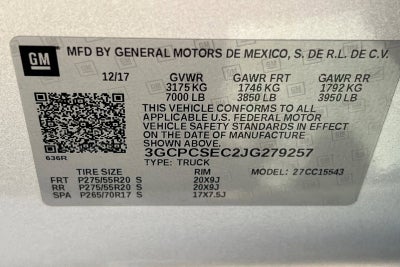 GM MFD BY GENERAL MOTORS DE MEXICO, S. DE R.L. DE C.V.
12/17 GVWR GAWR FRT GAWR RR
3175 KG 1746 KG 1792 KG
7000 LB 3850 LB 3950 LB
THIS VEHICLE CONFORMS TO ALL
APPLICABLE U.S. FEDERAL MOTOR
VEHICLE SAFETY STANDARDS IN EFFECT
ON THE DATE OF MANUFACTURE
SHOWN ABOVE.
636R 3GCPCSEC2JG279257
TYPE: TRUCK MODEL: 27CC15543
TIRE SIZE RIM
FRT P275/55R20 S 20X9J
RR P275/55R20 S 20X9J
SPA P265/70R17 S 17X7.5J